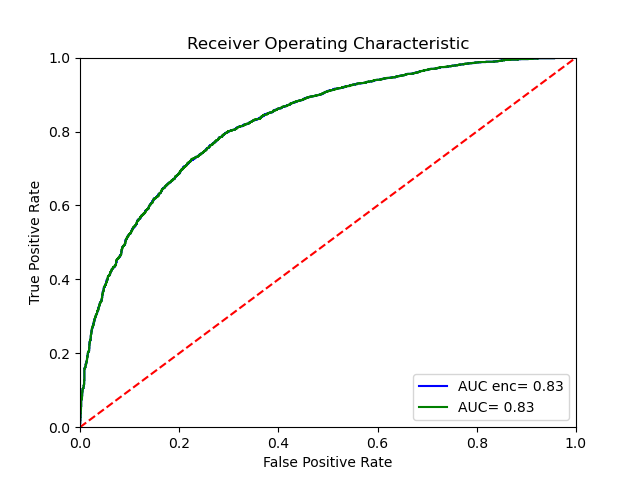 Receiver Operating Characteristic
True Positive Rate
1.0
0.8
0.6
0.4
0.2
0.0
0.0 0.2 0.4 0.6 0.8 1.0
False Positive Rate
AUC enc= 0.83
AUC= 0.83